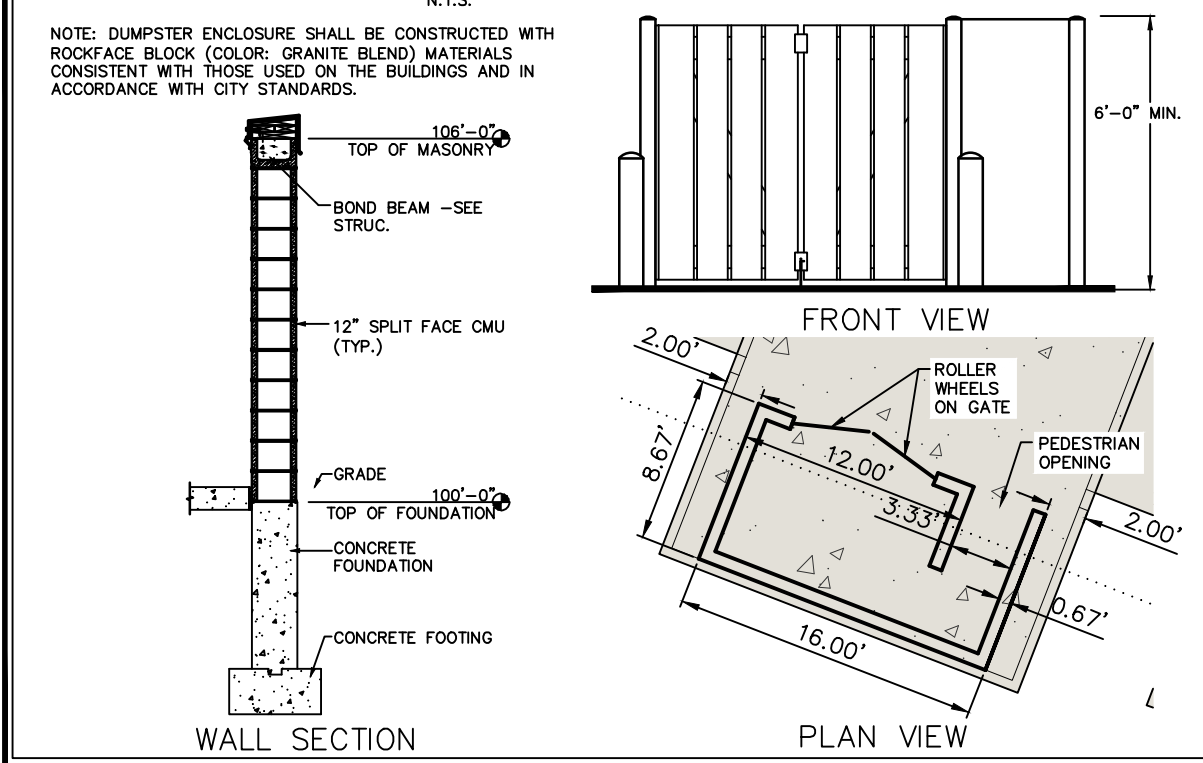 N.T.S.
NOTE: DUMPSTER ENCLOSURE SHALL BE CONSTRUCTED WITH
ROCKFACE BLOCK (COLOR: GRANITE BLEND) MATERIALS
CONSISTENT WITH THOSE USED ON THE BUILDINGS AND IN
ACCORDANCE WITH CITY STANDARDS.
106'-0"
TOP OF MASONRY
BOND BEAM -SEE
STRUC.
12" SPLIT FACE CMU
(TYP.)
GRADE
100'-0"
TOP OF FOUNDATION
CONCRETE
FOUNDATION
CONCRETE FOOTING
WALL SECTION
6'-0" MIN.
FRONT VIEW
2.00'
ROLLER
WHEELS
ON GATE
PEDESTRIAN
OPENING
8.67'
12.00'
3.33'
2.00'
0.67'
16.00'
PLAN VIEW